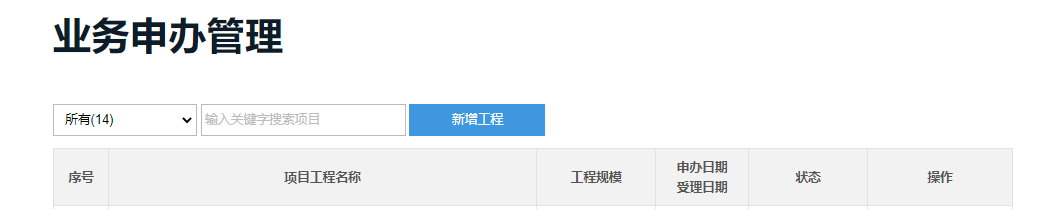 业务申办管理
所有(14) 输入关键字搜索项目 新增工程
序号 项目工程名称 工程规模 申办日期 状态 操作
受理日期